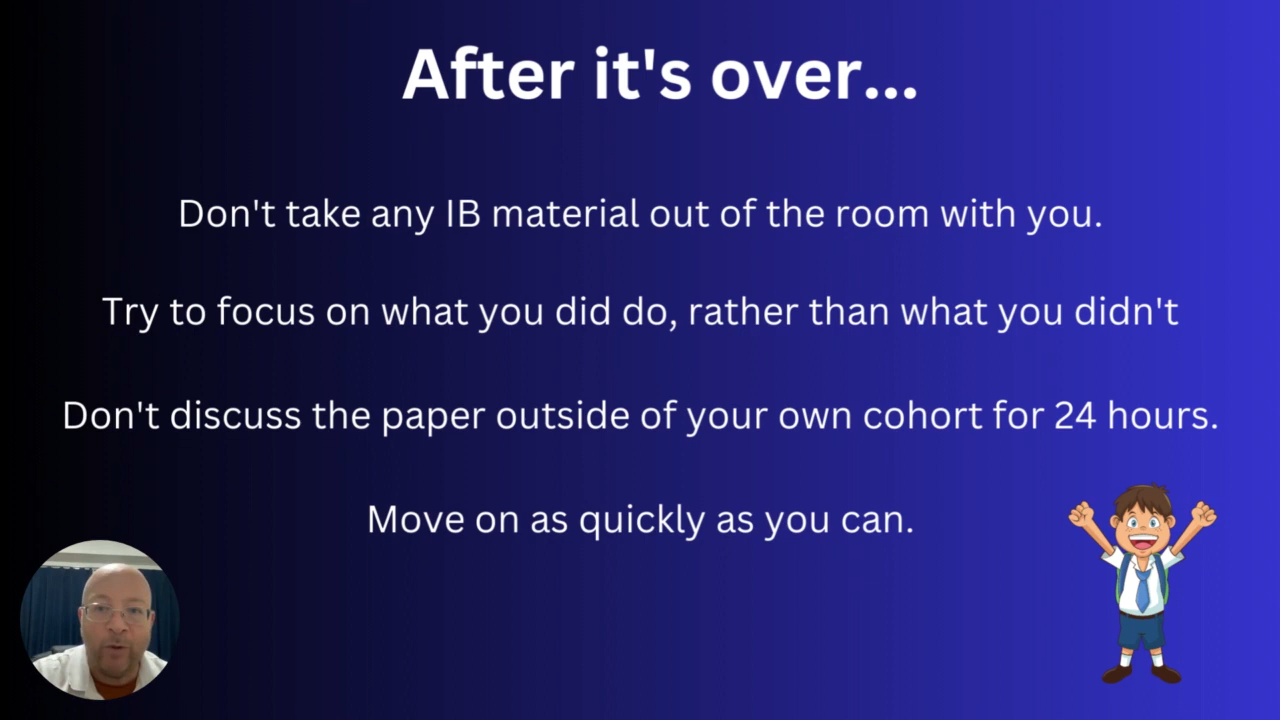 After it's over...
Don't take any IB material out of the room with you.
Try to focus on what you did do, rather than what you didn't
Don't discuss the paper outside of your own cohort for 24 hours.
Move on as quickly as you can.